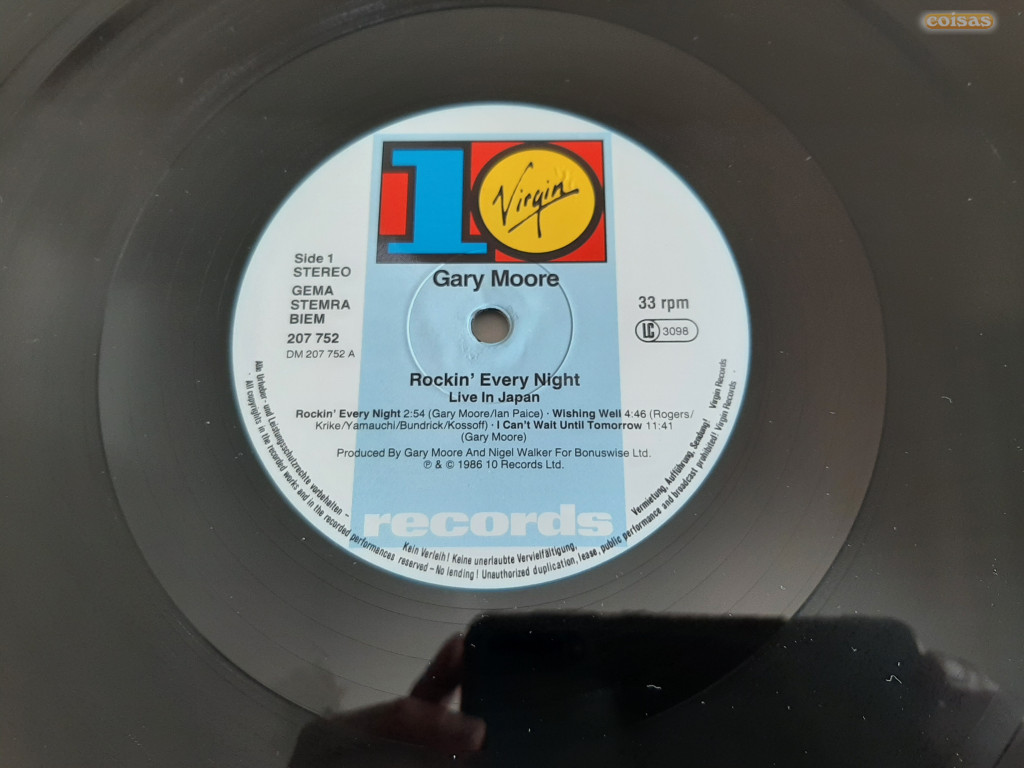 coisas
10
Virgin
Gary Moore
Side 1
STEREO
GEMA
STEMRA
BIEM
207 752
DM 207 752 A
33 rpm
LC 3098
Rockin' Every Night
Live In Japan
Rockin' Every Night 2:54 (Gary Moore/Ian Paice) · Wishing Well 4:46 (Rogers/
Krike/Yamauchi/Bundrick/Kossoff) · I Can't Wait Until Tomorrow 11:41
(Gary Moore)
Produced By Gary Moore And Nigel Walker For Bonuswise Ltd.
℗ & © 1986 10 Records Ltd.
records
Alle Urheber- und Leistungsschutzrechte vorbehalten – Kein Verleih! Keine unerlaubte Vervielfältigung, Vermietung, Aufführung, Sendung! Virgin Records
· All copyrights in the recorded works and in the recorded performances reserved – No lending! Unauthorized duplication, lease, public performance and broadcast prohibited! Virgin Records ·